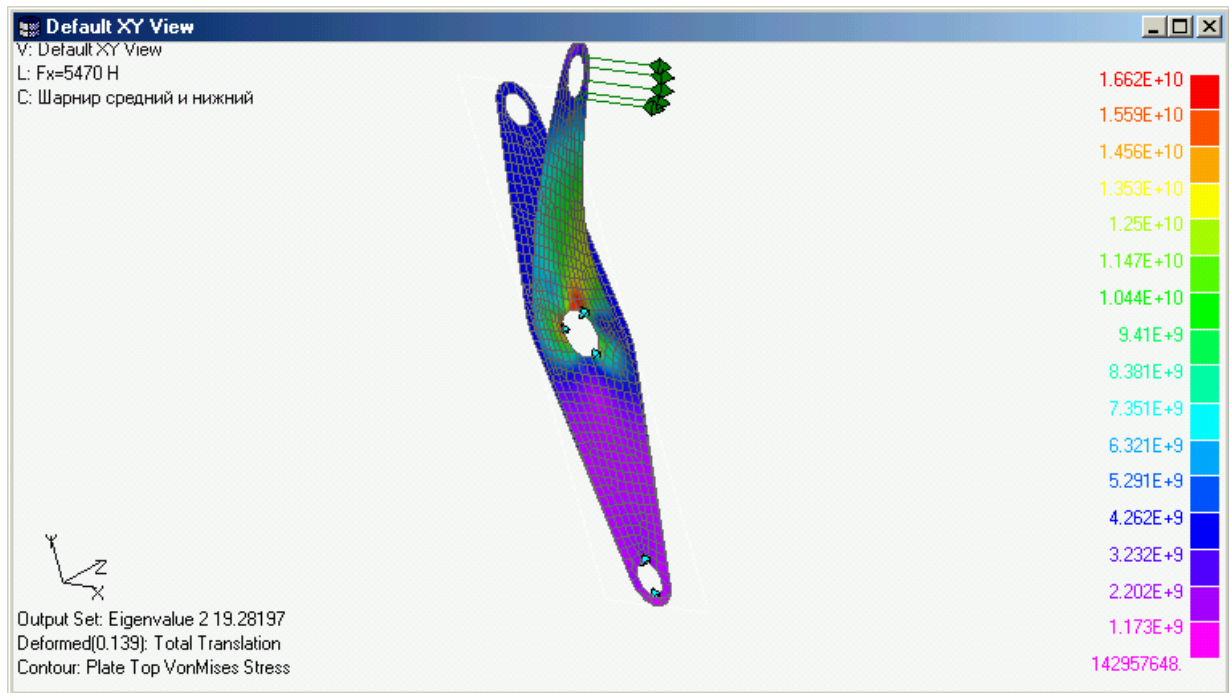 Default XY View
V: Default XY View
L: Fx=5470 H
C: Шарнир средний и нижний
1.662E+10
1.559E+10
1.456E+10
1.353E+10
1.25E+10
1.147E+10
1.044E+10
9.41E+9
8.381E+9
7.351E+9
6.321E+9
5.291E+9
4.262E+9
3.232E+9
2.202E+9
1.173E+9
142957648.
Y
Z
X
Output Set: Eigenvalue 2 19.28197
Deformed(0.139): Total Translation
Contour: Plate Top VonMises Stress